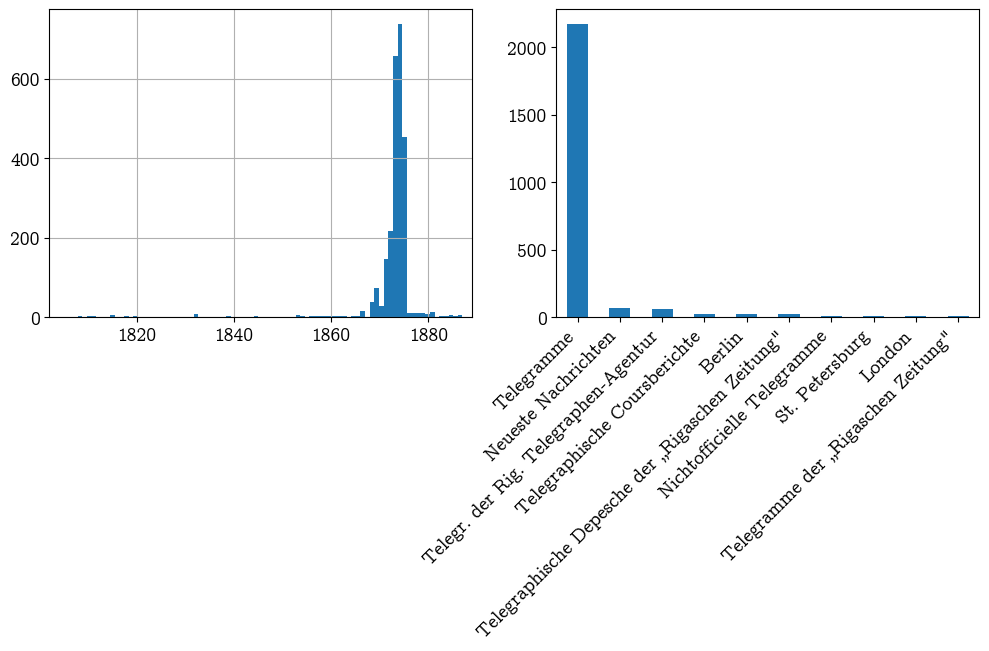 600
400
200
0
1820
1840
1860
1880
2000
1500
1000
500
0
Telegramme
Neueste Nachrichten
Telegr. der Rig. Telegraphen-Agentur
Telegraphische Coursberichte
Berlin
Telegraphische Depesche der „Rigaschen Zeitung"
Nichtofficielle Telegramme
St. Petersburg
London
Telegramme der „Rigaschen Zeitung"